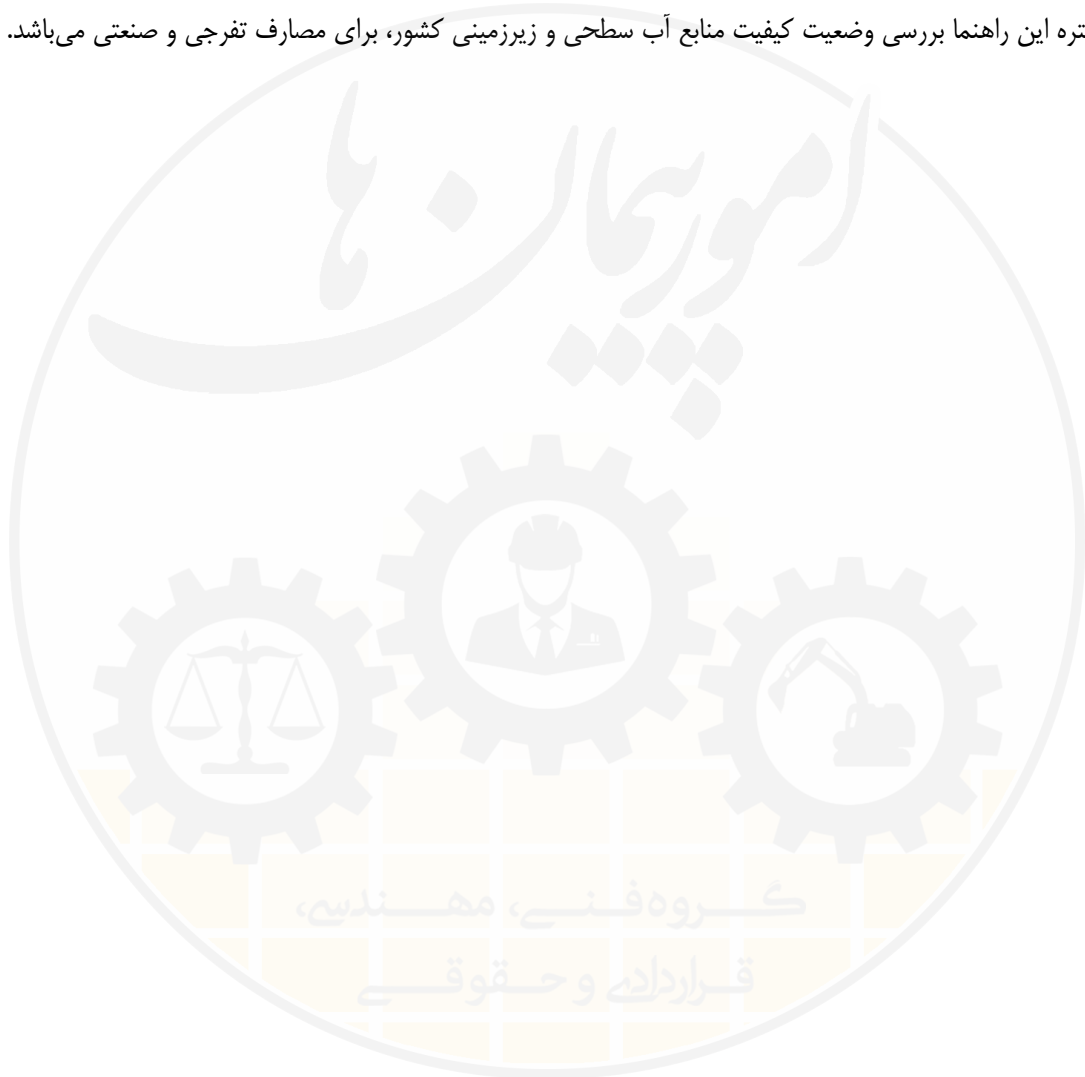 این راهنما بررسی وضعیت کیفیت منابع آب سطحی و زیرزمینی کشور، برای مصارف تفرجی و صنعتی می‌باشد.
امور پیمان ها
گروه فنی، مهندسی،
قراردادی و حقوقی